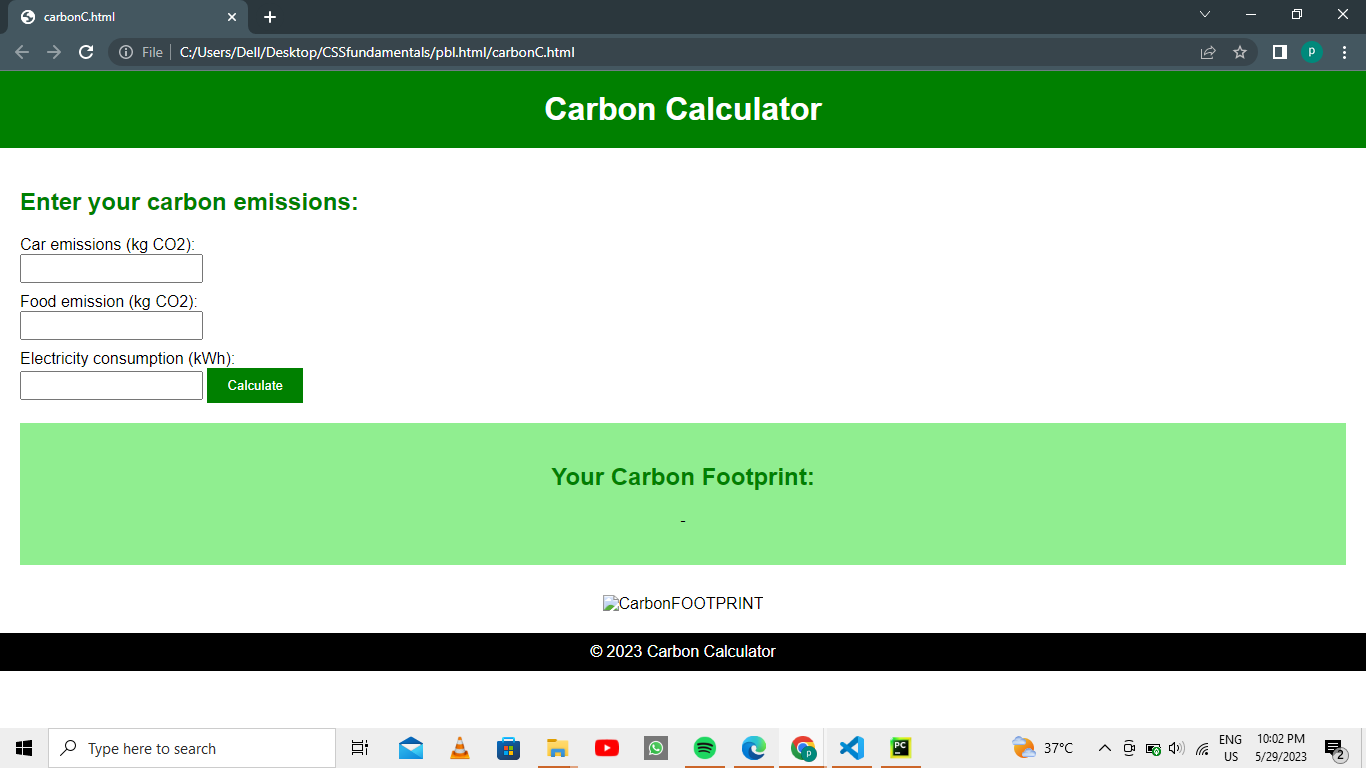 carbonC.html
File
C:/Users/Dell/Desktop/CSSfundamentals/pbl.html/carbonC.html
p
Carbon Calculator
Enter your carbon emissions:
Car emissions (kg CO2):
Food emission (kg CO2):
Electricity consumption (kWh):
Calculate
Your Carbon Footprint:
-
CarbonFOOTPRINT
© 2023 Carbon Calculator
Type here to search
p
PC
37°C
ENG
US
10:02 PM
5/29/2023
2